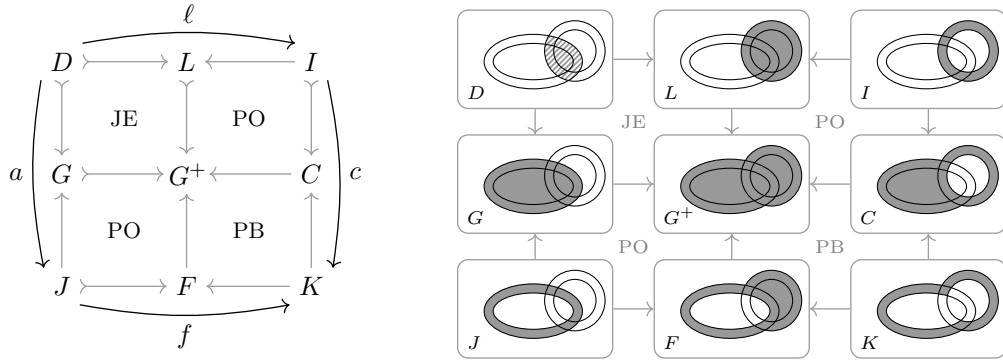 ℓ
D L I
JE PO
a G G⁺ C c
PO PB
J F K
f
D L I
JE PO
G G⁺ C
PO PB
J F K